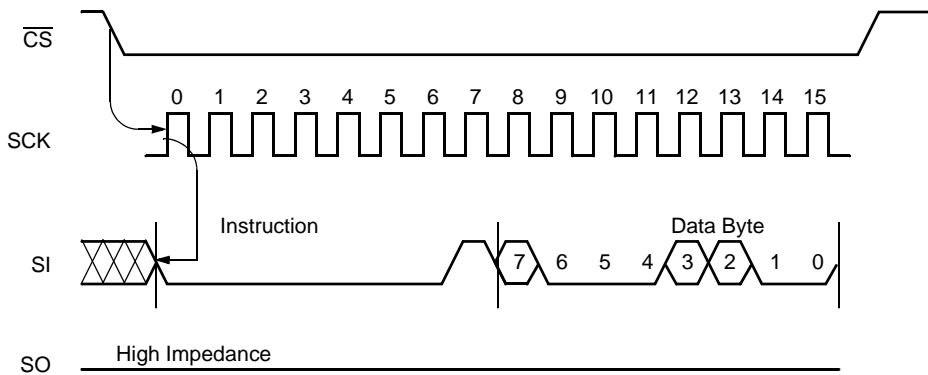 CS
0 1 2 3 4 5 6 7 8 9 10 11 12 13 14 15
SCK
Instruction
Data Byte
SI
7 6 5 4 3 2 1 0
High Impedance
SO